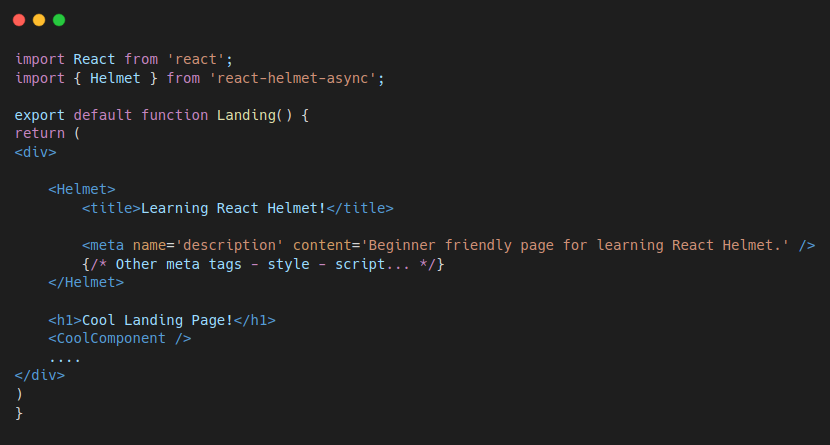 import React from 'react';
import { Helmet } from 'react-helmet-async';
export default function Landing() {
return (
<div>
<Helmet>
<title>Learning React Helmet!</title>
<meta name='description' content='Beginner friendly page for learning React Helmet.' />
{/* Other meta tags - style - script... */}
</Helmet>
<h1>Cool Landing Page!</h1>
<CoolComponent />
....
</div>
)
}